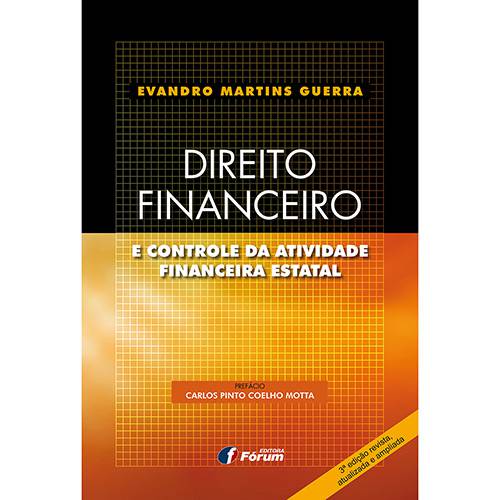 EVANDRO MARTINS GUERRA
DIREITO
FINANCEIRO
E CONTROLE DA ATIVIDADE
FINANCEIRA ESTATAL
PREFÁCIO
CARLOS PINTO COELHO MOTTA
3ª edição revista,
atualizada e ampliada
f
EDITORA
Fórum